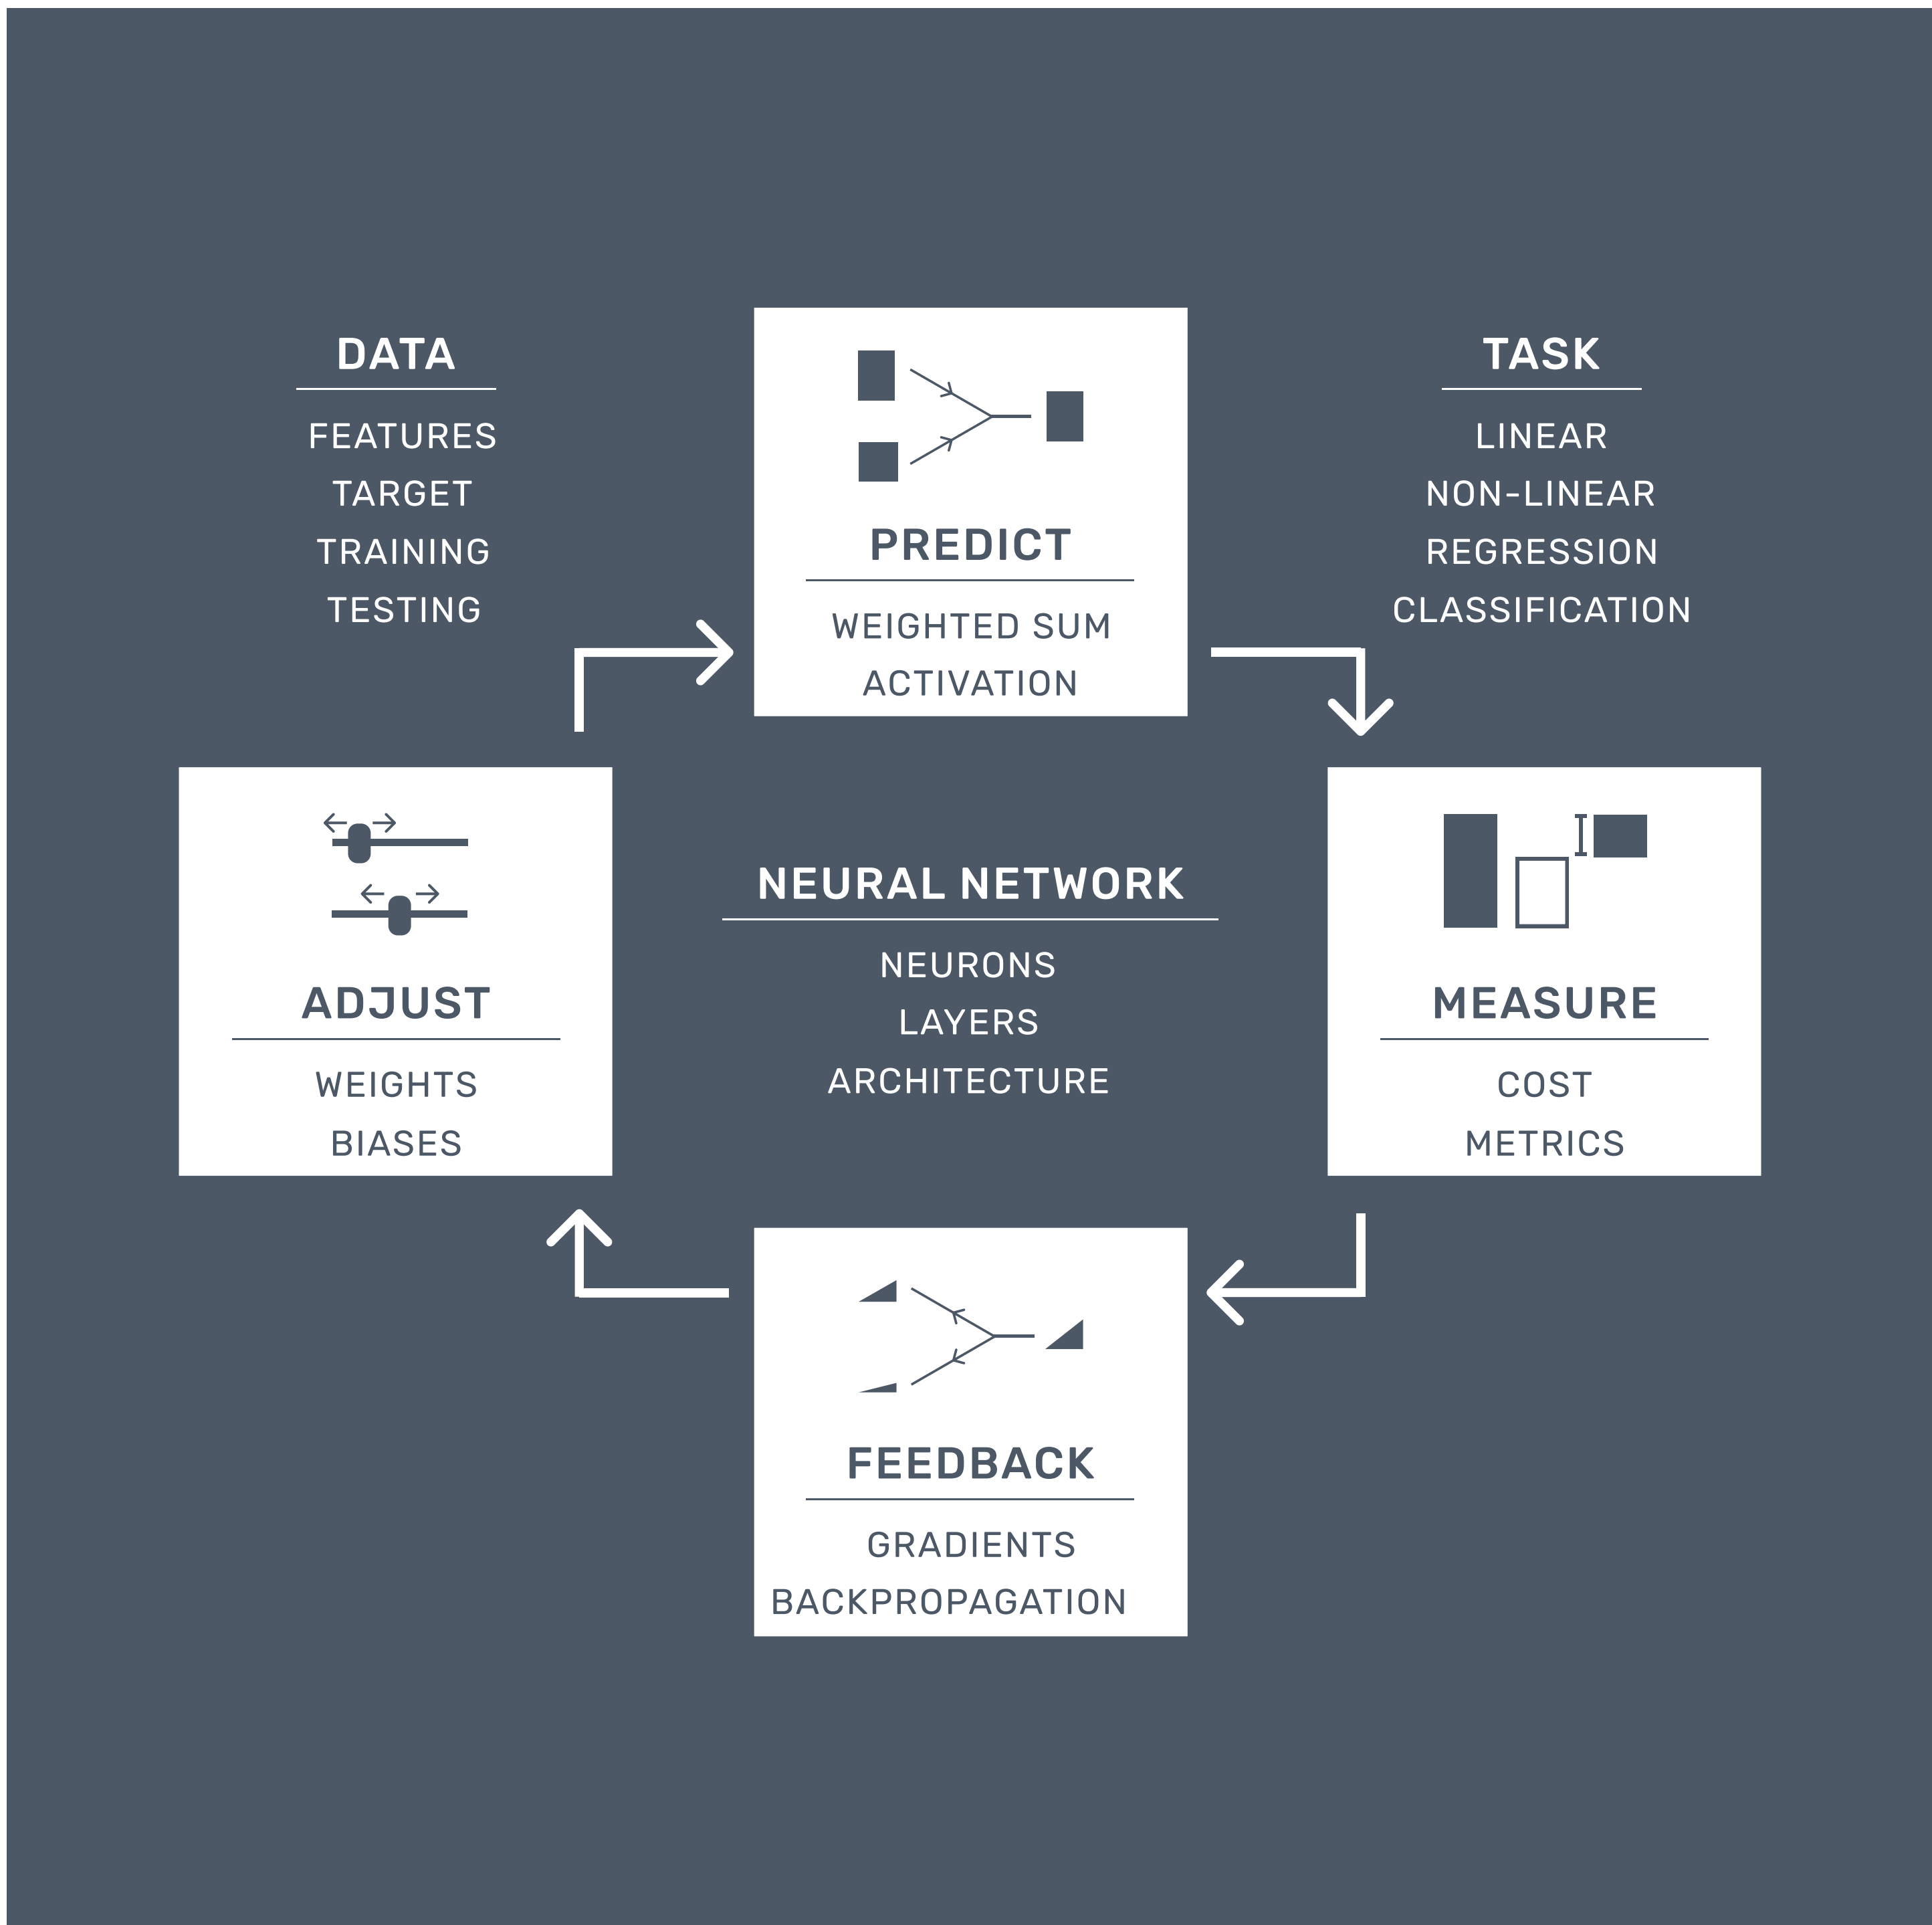 DATA
FEATURES
TARGET
TRAINING
TESTING
PREDICT
WEIGHTED SUM
ACTIVATION
TASK
LINEAR
NON-LINEAR
REGRESSION
CLASSIFICATION
ADJUST
WEIGHTS
BIASES
NEURAL NETWORK
NEURONS
LAYERS
ARCHITECTURE
MEASURE
COST
METRICS
FEEDBACK
GRADIENTS
BACKPROPAGATION